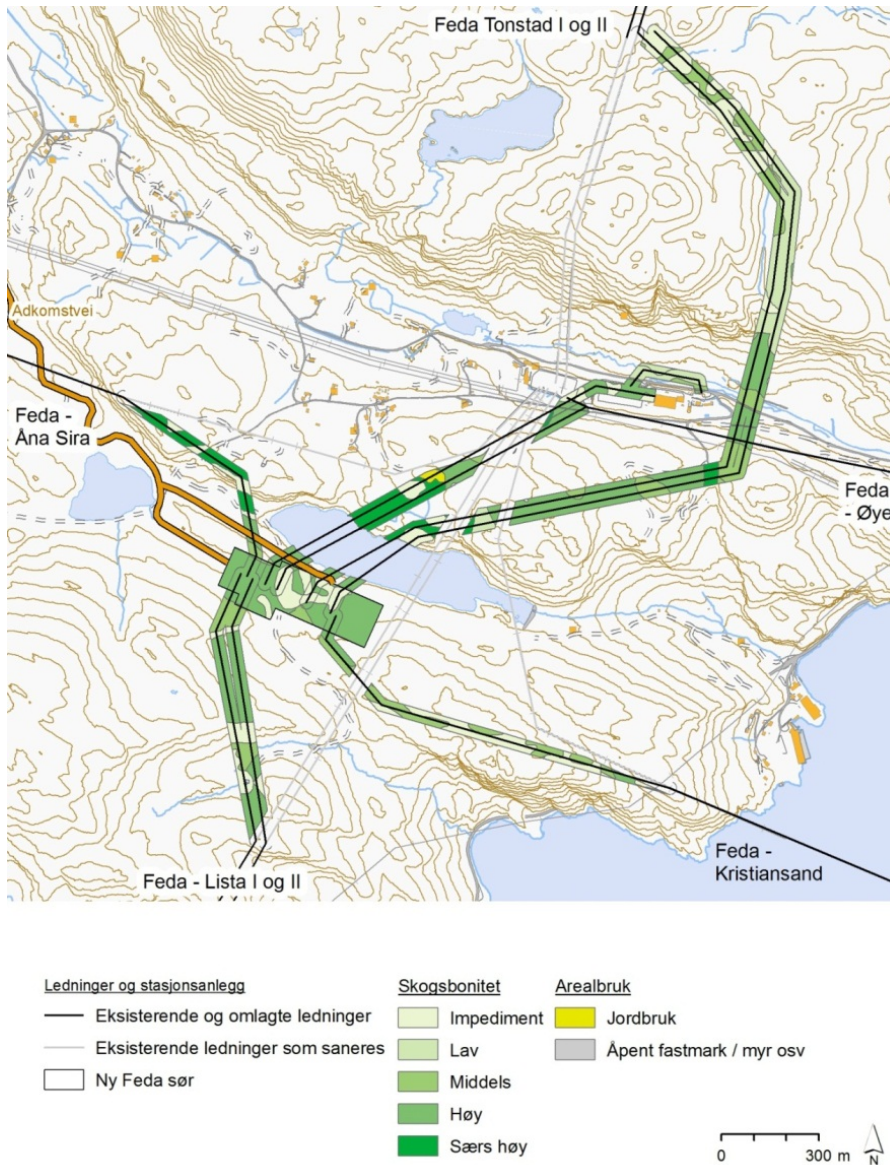 Feda Tonstad I og II
Adkomstvei
Feda -
Åna Sira
Feda
- Øye
Feda -
Kristiansand
Feda - Lista I og II
Ledninger og stasjonsanlegg
Eksisterende og omlagte ledninger
Eksisterende ledninger som saneres
Ny Feda sør
Skogsbonitet
Impediment
Lav
Middels
Høy
Særs høy
Arealbruk
Jordbruk
Åpent fastmark / myr osv
0 300 m
N